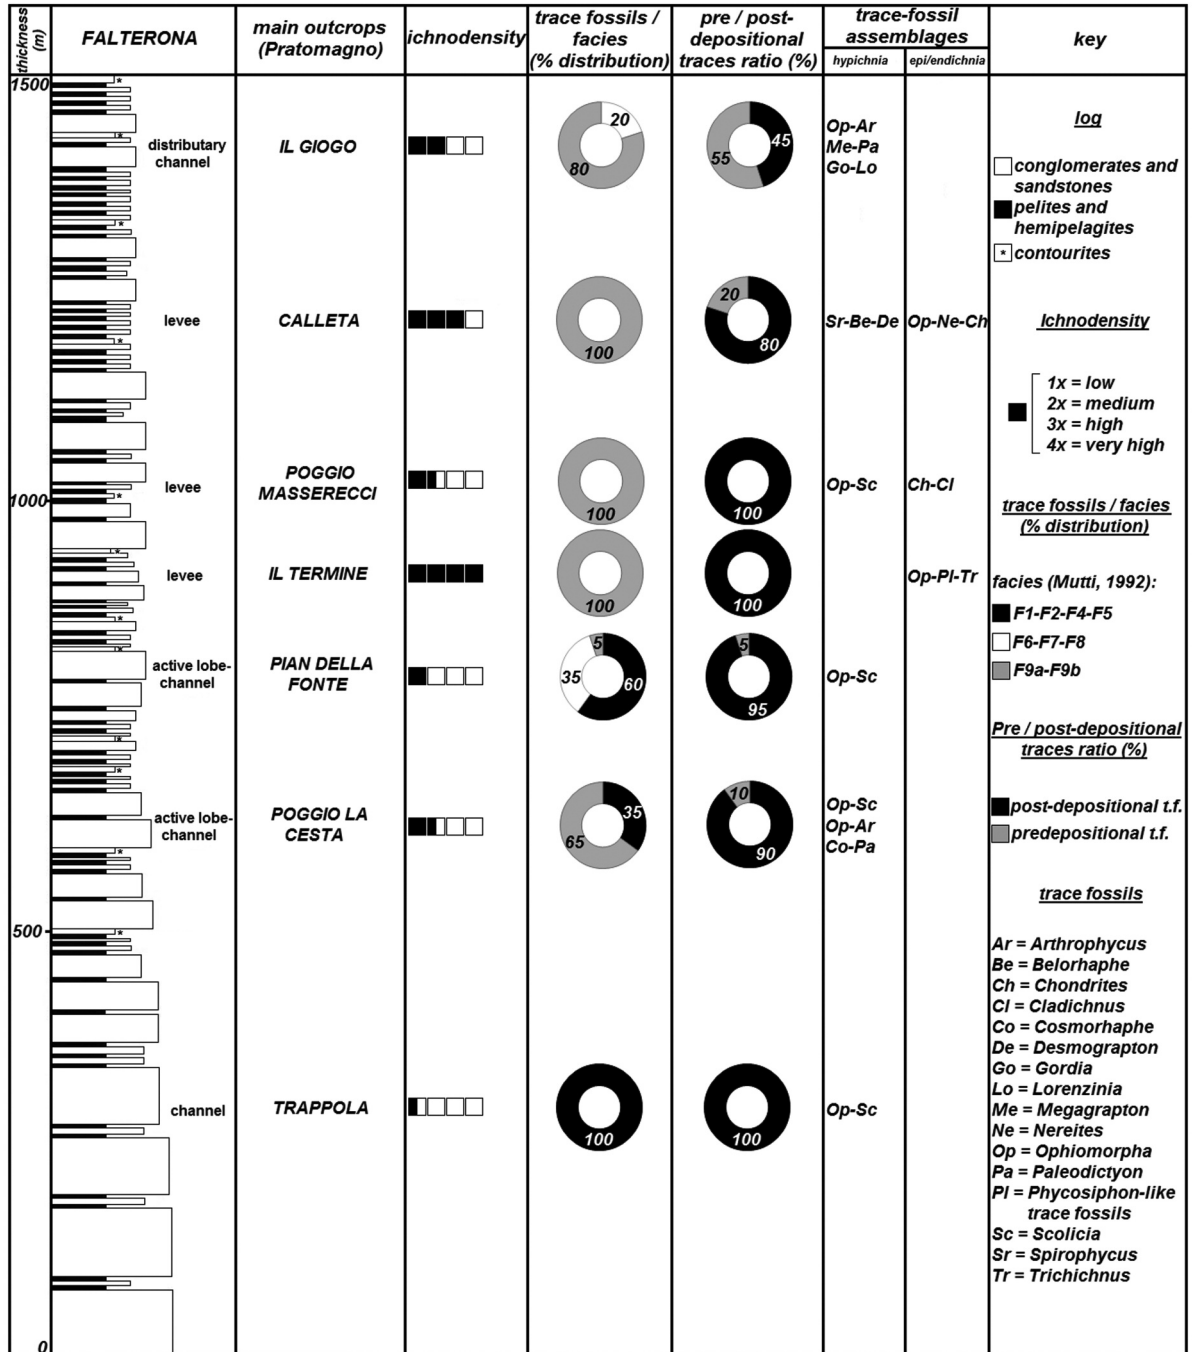 thickness
(m)
FALTERONA
main outcrops
(Pratomagno)
ichnodensity
trace fossils /
facies
(% distribution)
pre / post-
depositional
traces ratio (%)
trace-fossil
assemblages
hypichnia
epi/endichnia
key
1500
*
*
distributary
channel
IL GIOGO
20
80
45
55
Op-Ar
Me-Pa
Go-Lo
*
levee
CALLETA
100
20
80
Sr-Be-De
Op-Ne-Ch
*
levee
POGGIO
MASSERECCI
100
100
Op-Sc
Ch-Cl
1000
*
*
levee
IL TERMINE
100
100
Op-Pl-Tr
*
*
active lobe-
channel
PIAN DELLA
FONTE
5
35
60
5
95
Op-Sc
*
*
active lobe-
channel
POGGIO LA
CESTA
35
65
10
90
Op-Sc
Op-Ar
Co-Pa
*
500
*
channel
TRAPPOLA
100
100
Op-Sc
0
log
conglomerates and
sandstones
pelites and
hemipelagites
* contourites
Ichnodensity
1x = low
2x = medium
3x = high
4x = very high
trace fossils / facies
(% distribution)
facies (Mutti, 1992):
F1-F2-F4-F5
F6-F7-F8
F9a-F9b
Pre / post-depositional
traces ratio (%)
post-depositional t.f.
predepositional t.f.
trace fossils
Ar = Arthrophycus
Be = Belorhaphe
Ch = Chondrites
Cl = Cladichnus
Co = Cosmorhaphe
De = Desmograpton
Go = Gordia
Lo = Lorenzinia
Me = Megagrapton
Ne = Nereites
Op = Ophiomorpha
Pa = Paleodictyon
Pl = Phycosiphon-like
trace fossils
Sc = Scolicia
Sr = Spirophycus
Tr = Trichichnus